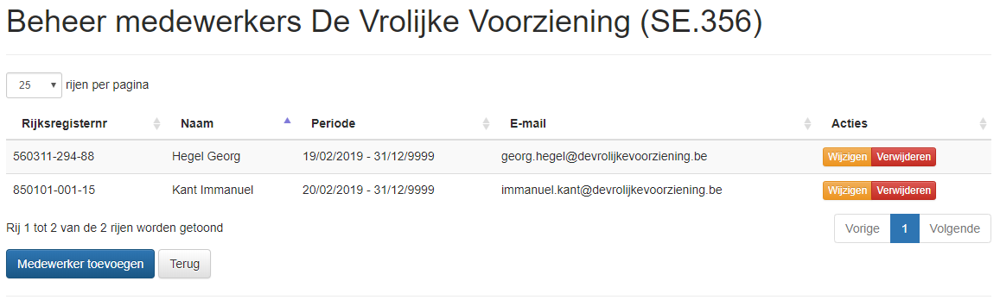 Beheer medewerkers De Vrolijke Voorziening (SE.356)
25 rijen per pagina
Rijksregisternr Naam Periode E-mail Acties
560311-294-88 Hegel Georg 19/02/2019 - 31/12/9999 georg.hegel@devrolijkevoorziening.be Wijzigen Verwijderen
850101-001-15 Kant Immanuel 20/02/2019 - 31/12/9999 immanuel.kant@devrolijkevoorziening.be Wijzigen Verwijderen
Rij 1 tot 2 van de 2 rijen worden getoond Vorige 1 Volgende
Medewerker toevoegen Terug